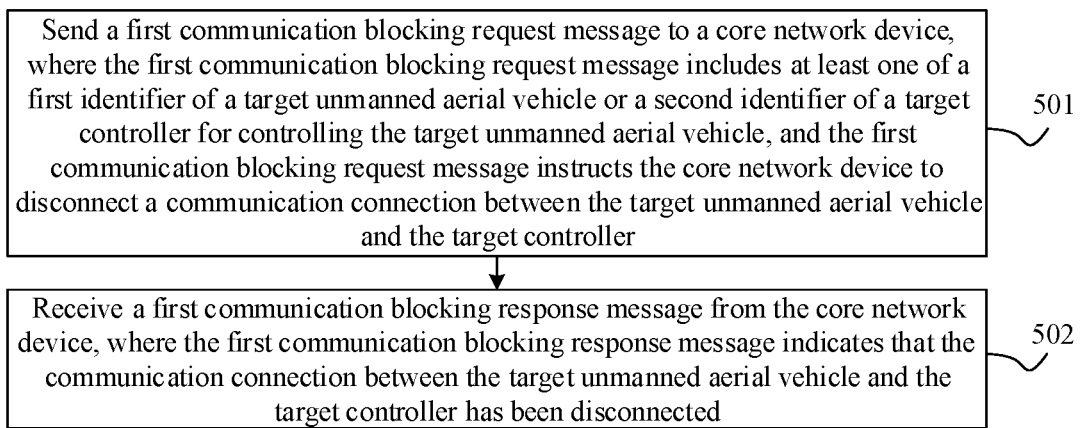 Send a first communication blocking request message to a core network device,
where the first communication blocking request message includes at least one of a
first identifier of a target unmanned aerial vehicle or a second identifier of a target
controller for controlling the target unmanned aerial vehicle, and the first
communication blocking request message instructs the core network device to
disconnect a communication connection between the target unmanned aerial vehicle
and the target controller
501
Receive a first communication blocking response message from the core network
device, where the first communication blocking response message indicates that the
communication connection between the target unmanned aerial vehicle and the
target controller has been disconnected
502